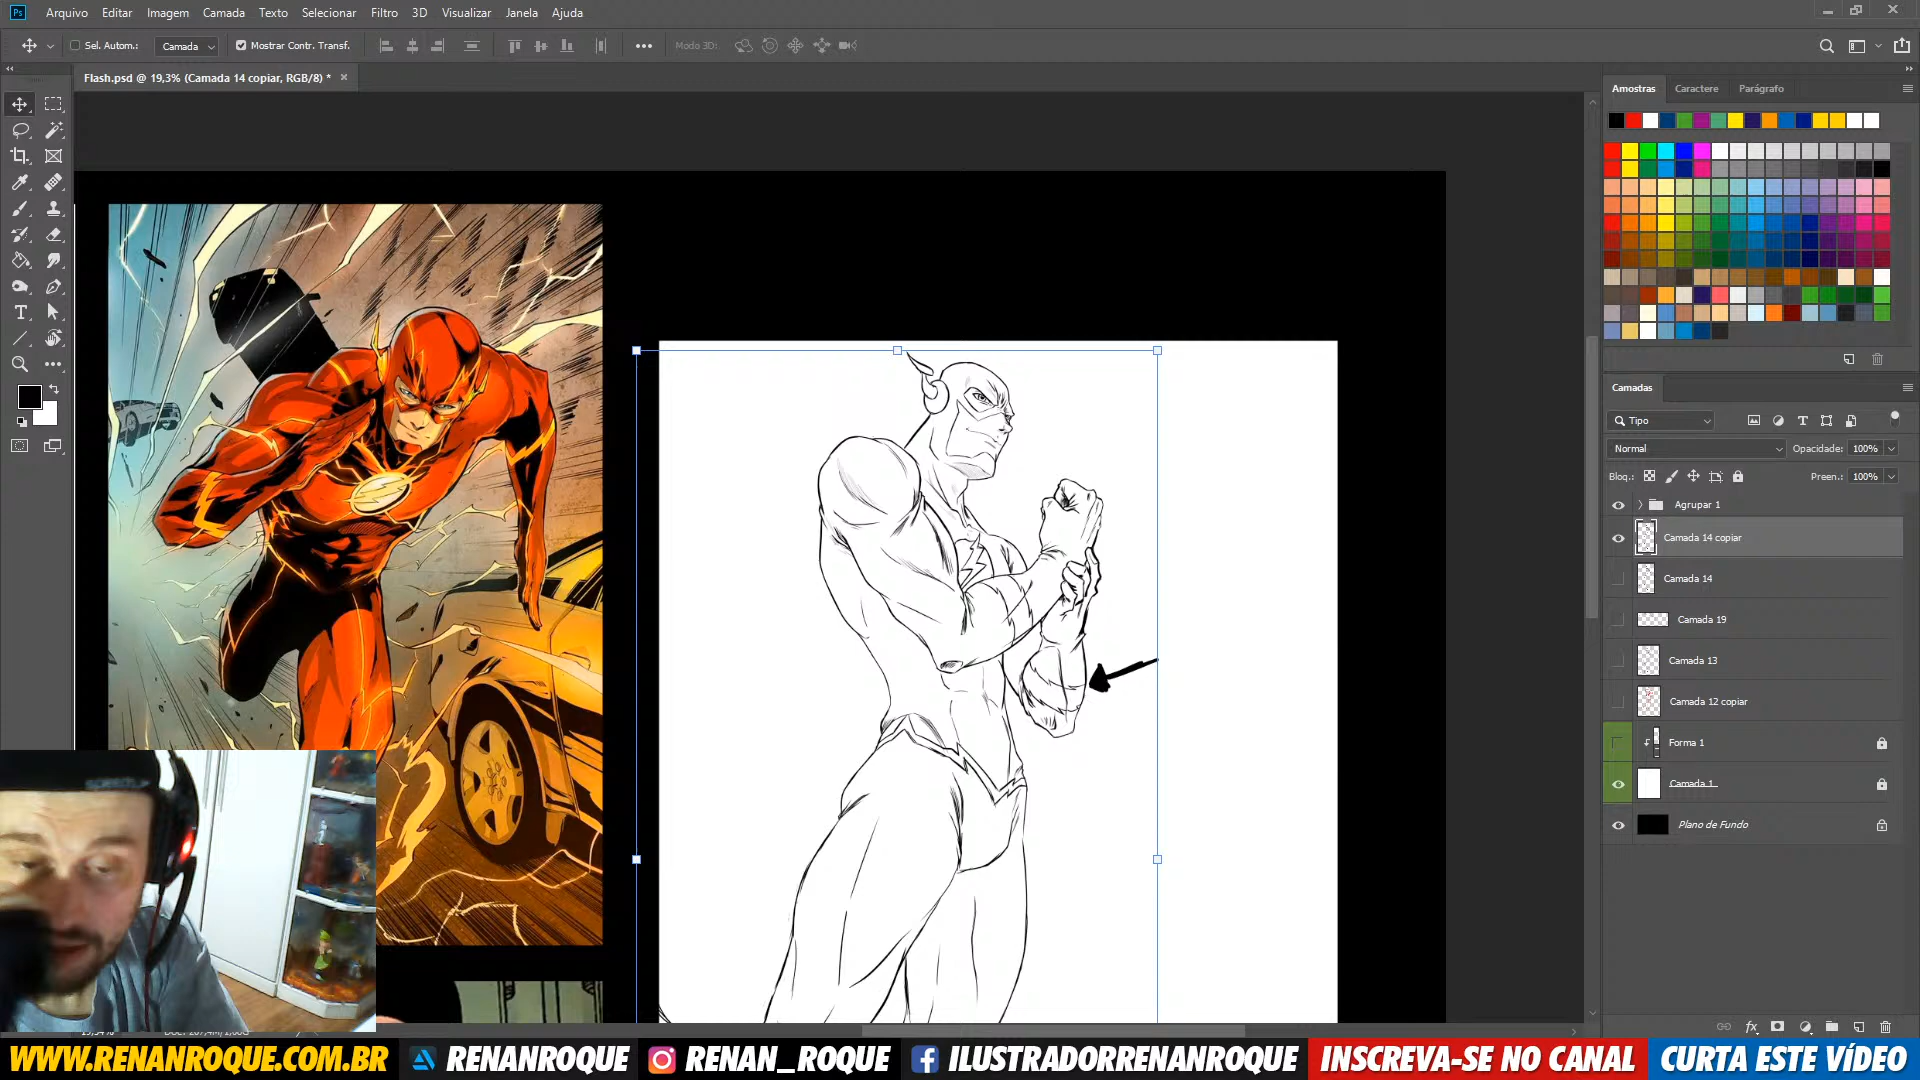 Ps Arquivo Editar Imagem Camada Texto Selecionar Filtro 3D Visualizar Janela Ajuda
Sel. Autom.: Camada Mostrar Contr. Transf. Modo 3D:
Flash.psd @ 19,3% (Camada 14 copiar, RGB/8) *
Amostras Caractere Parágrafo
Camadas
Tipo
Normal Opacidade: 100%
Bloq.: Preen.: 100%
Agrupar 1
Camada 14 copiar
Camada 14
Camada 19
Camada 13
Camada 12 copiar
Forma 1
Camada 1
Plano de Fundo
WWW.RENANROQUE.COM.BR RENANROQUE RENAN_ROQUE ILUSTRADORRENANROQUE INSCREVA-SE NO CANAL CURTA ESTE VÍDEO